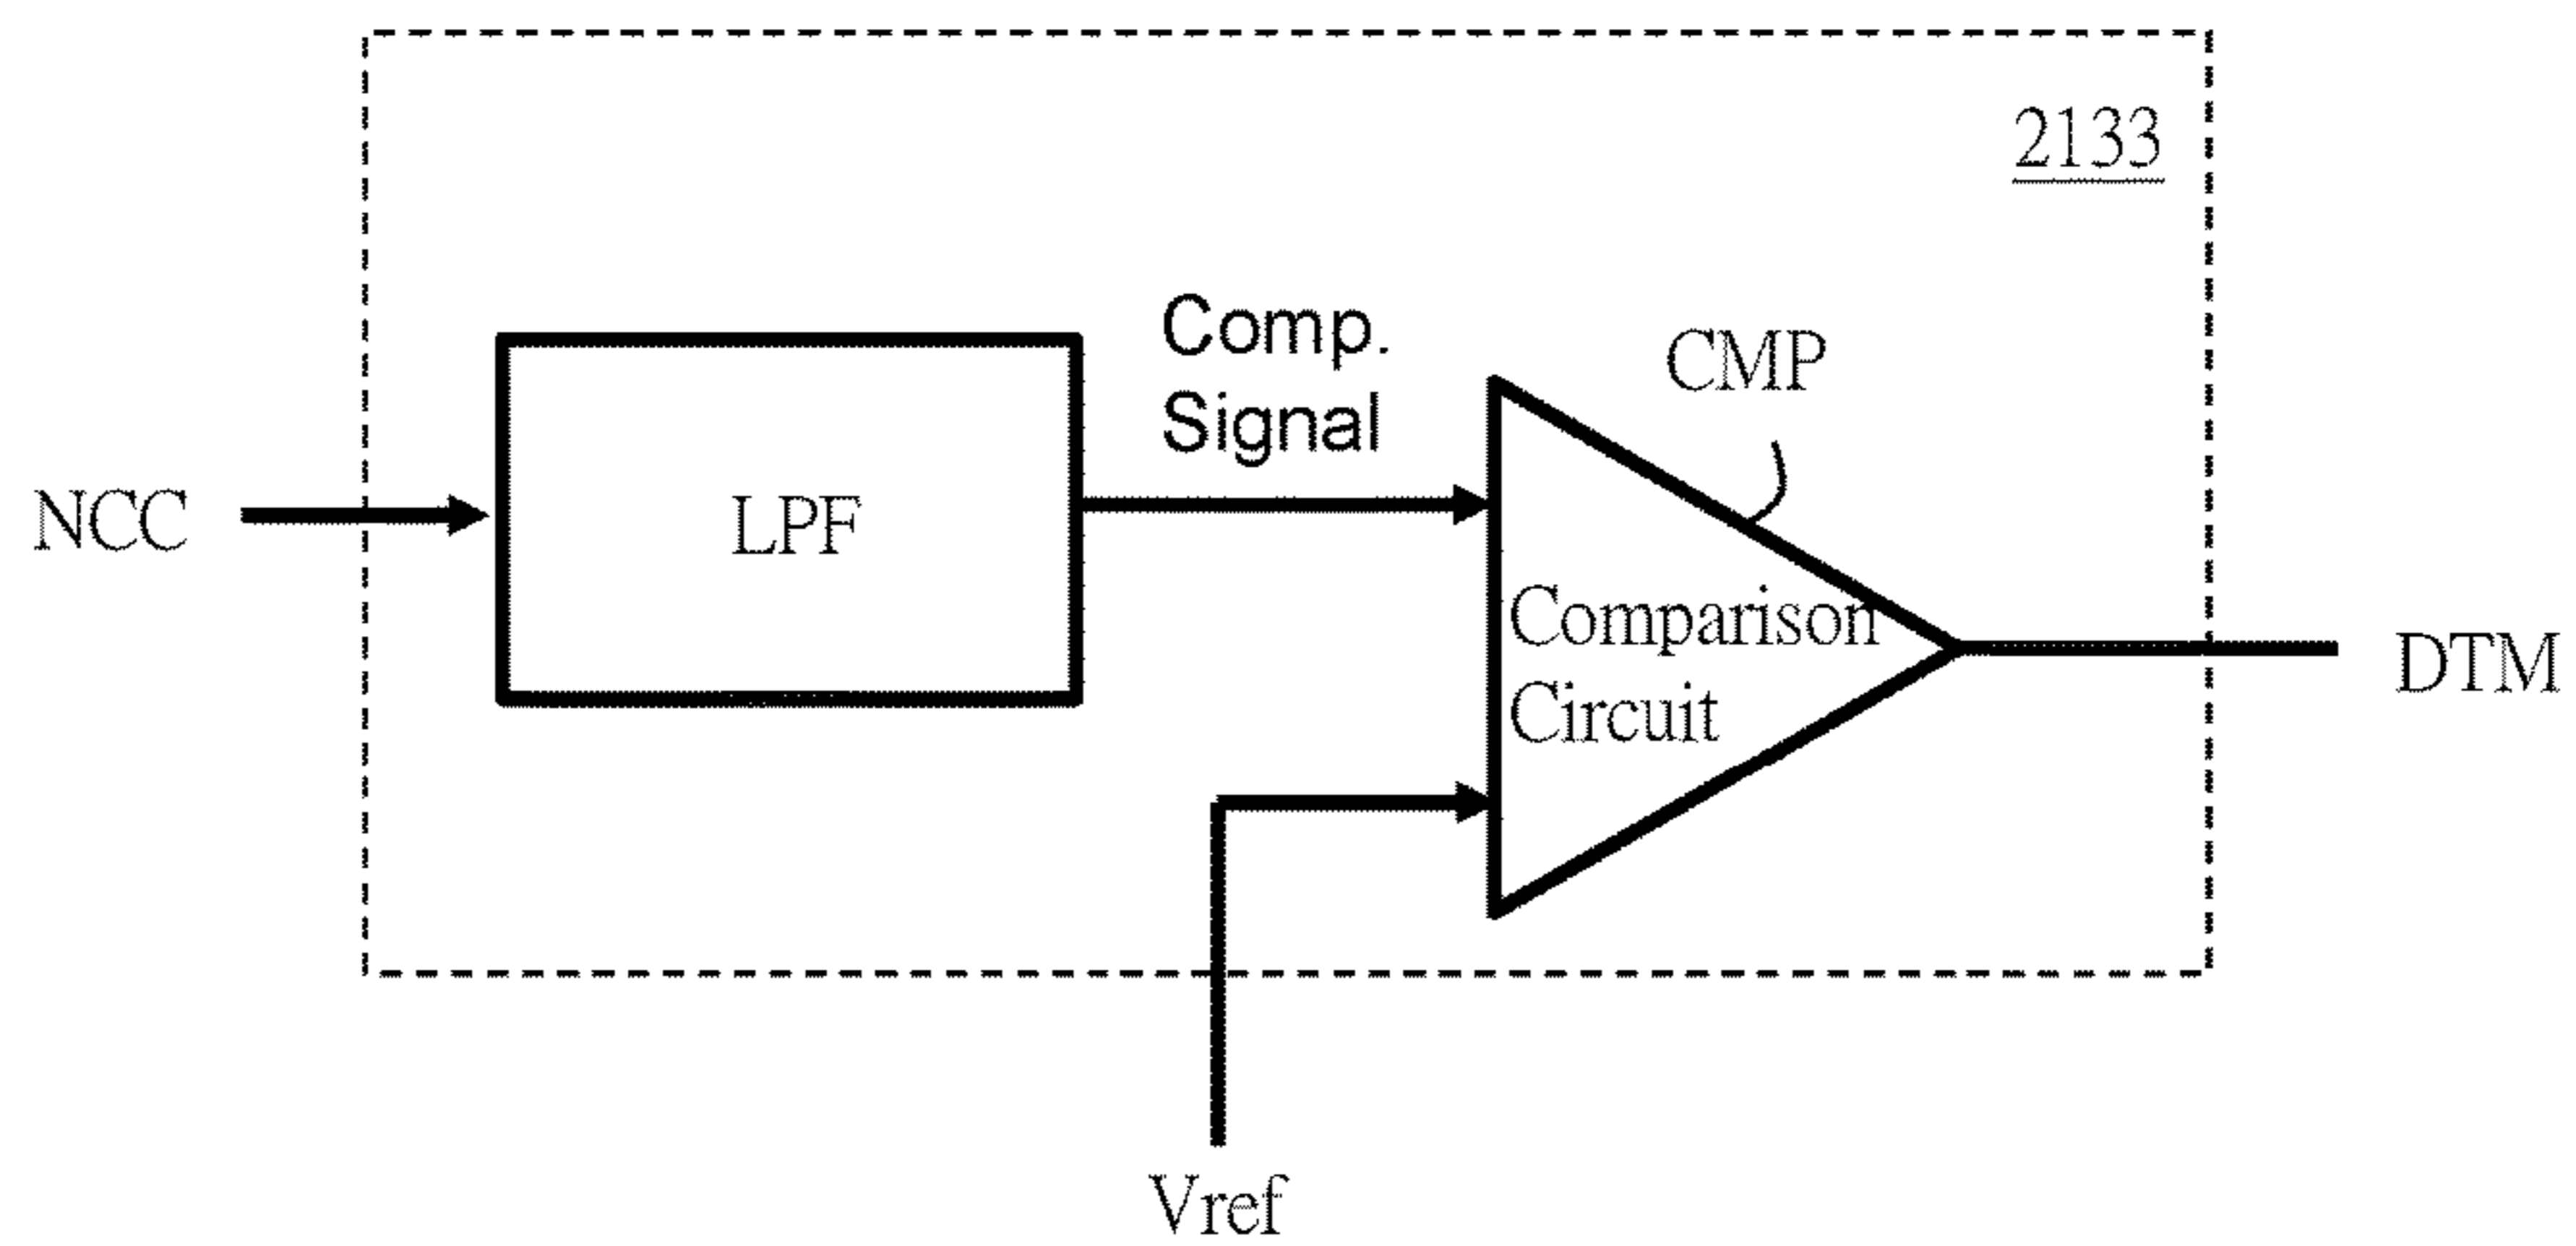 2133
Comp.
Signal
CMP
NCC
LPF
Comparison
Circuit
DTM
Vref